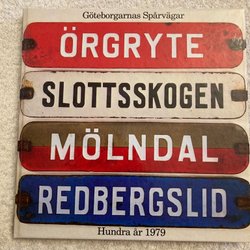 Göteborgarnas Spårvägar
ÖRGRYTE
SLOTTSSKOGEN
MÖLNDAL
REDBERGSLID
Hundra år 1979